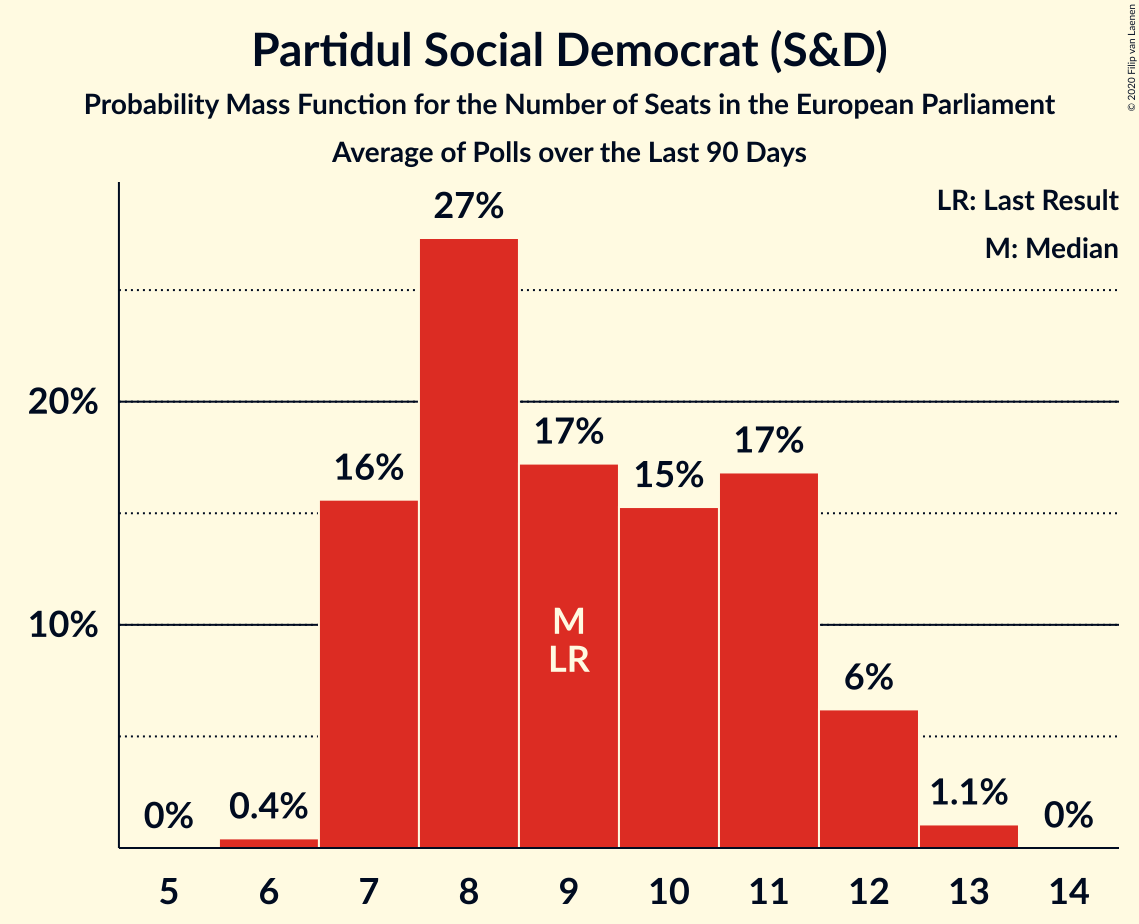 Partidul Social Democrat (S&D)
Probability Mass Function for the Number of Seats in the European Parliament
Average of Polls over the Last 90 Days
© 2020 Filip van Laenen
LR: Last Result
M: Median
27%
20%
17%
17%
16%
15%
10%
M
LR
6%
0%
0.4%
1.1%
0%
5 6 7 8 9 10 11 12 13 14